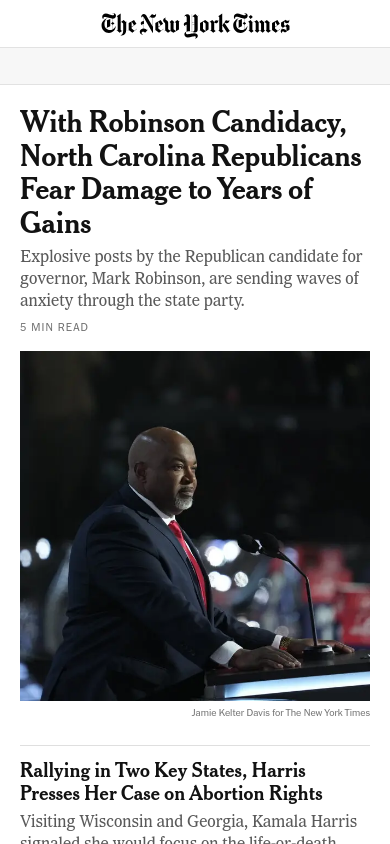 The New York Times
With Robinson Candidacy,
North Carolina Republicans
Fear Damage to Years of
Gains
Explosive posts by the Republican candidate for
governor, Mark Robinson, are sending waves of
anxiety through the state party.
5 MIN READ
Jamie Kelter Davis for The New York Times
Rallying in Two Key States, Harris
Presses Her Case on Abortion Rights
Visiting Wisconsin and Georgia, Kamala Harris
signaled she would focus on the life-or-death